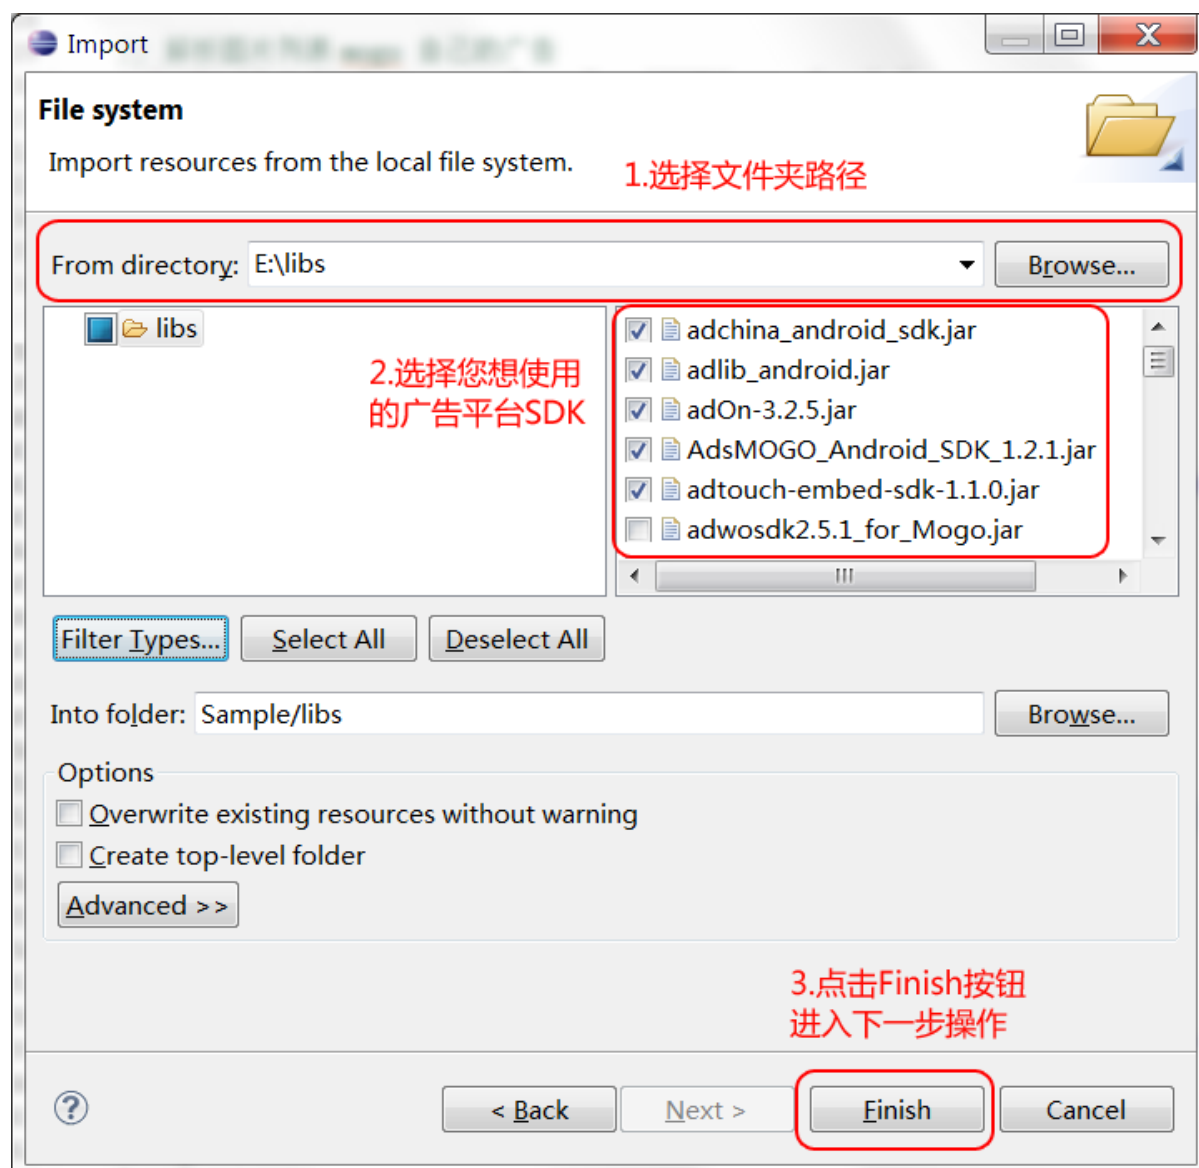 Import
File system
Import resources from the local file system.
1.选择文件夹路径
From directory: E:\libs Browse...
libs
2.选择您想使用
的广告平台SDK
adchina_android_sdk.jar
adlib_android.jar
adOn-3.2.5.jar
AdsMOGO_Android_SDK_1.2.1.jar
adtouch-embed-sdk-1.1.0.jar
adwosdk2.5.1_for_Mogo.jar
Filter Types... Select All Deselect All
Into folder: Sample/libs Browse...
Options
Overwrite existing resources without warning
Create top-level folder
Advanced >>
3.点击Finish按钮
进入下一步操作
< Back Next > Finish Cancel